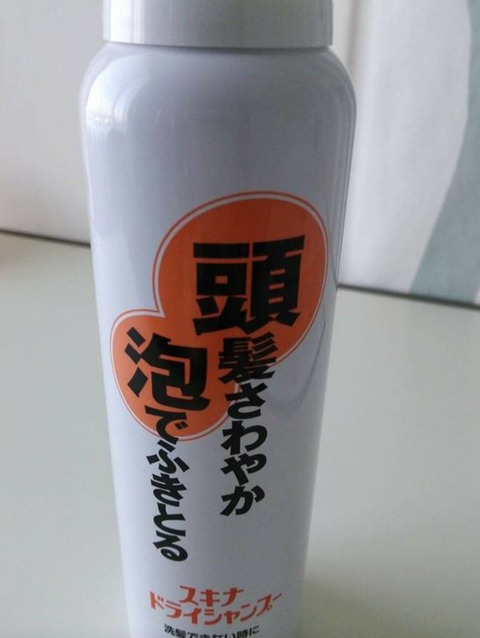 頭髪さわやか
泡でふきとる
スキナ
ドライシャンプー
洗髪できない時に